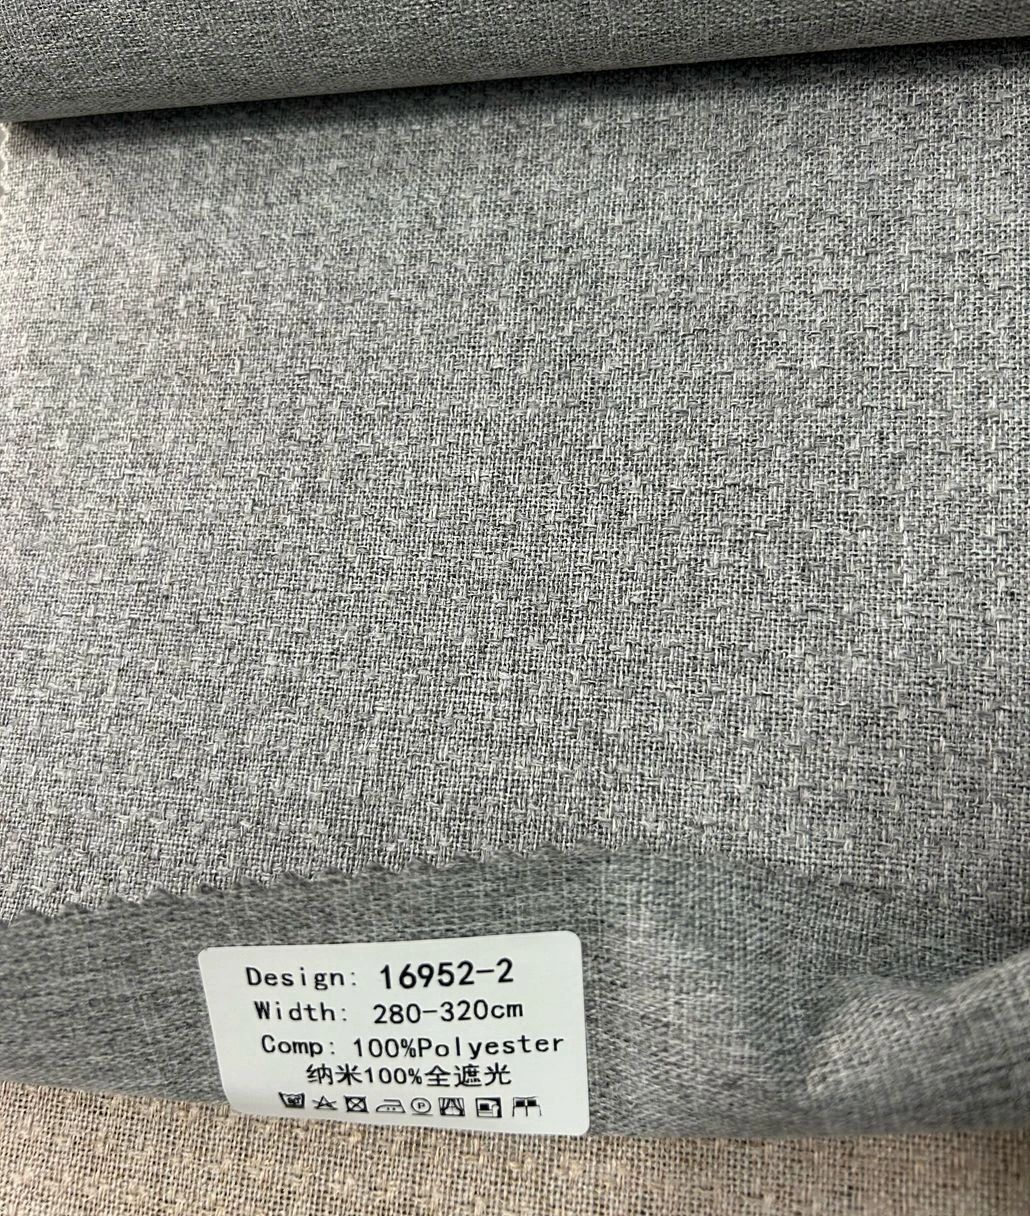 Design: 16952-2
Width: 280-320cm
Comp: 100%Polyester
纳米100%全遮光